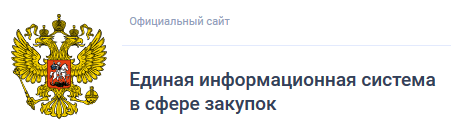 Официальный сайт
Единая информационная система
в сфере закупок